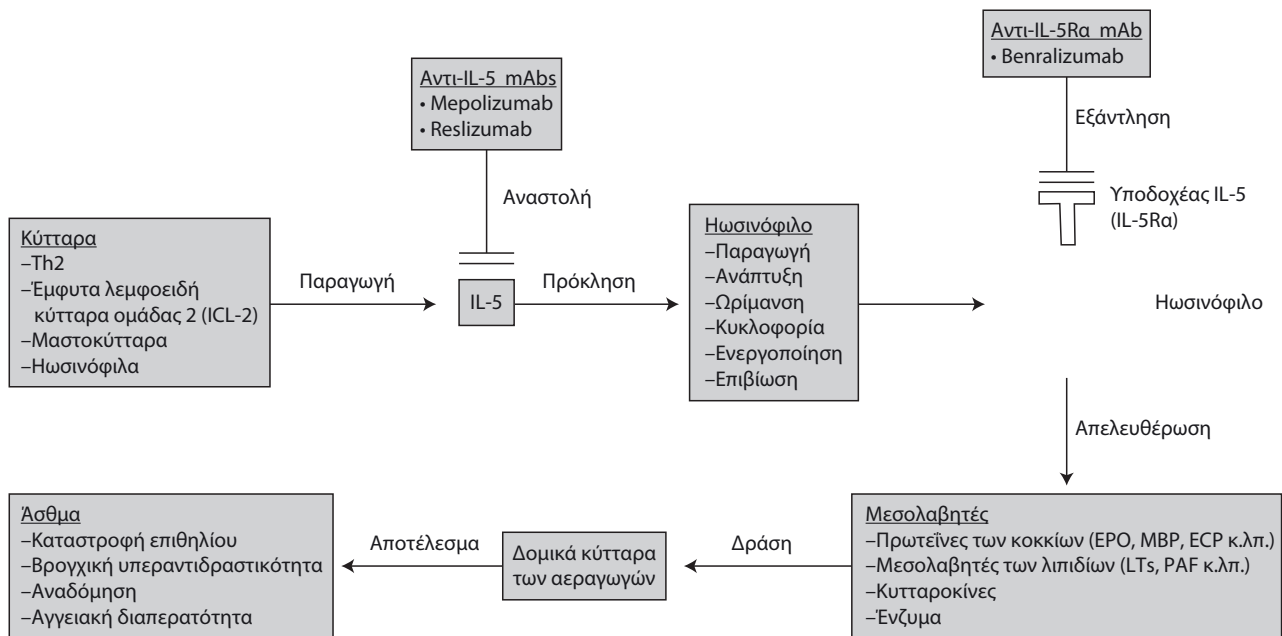 Αντι-IL-5Rα mAb
• Benralizumab
Αντι-IL-5 mAbs
• Mepolizumab
• Reslizumab
Εξάντληση
Αναστολή
Υποδοχέας IL-5
(IL-5Rα)
Κύτταρα
–Th2
–Έμφυτα λεμφοειδή
κύτταρα ομάδας 2 (ICL-2)
–Μαστοκύτταρα
–Ηωσινόφιλα
Παραγωγή
IL-5
Πρόκληση
Ηωσινόφιλο
–Παραγωγή
–Ανάπτυξη
–Ωρίμανση
–Κυκλοφορία
–Ενεργοποίηση
–Επιβίωση
Ηωσινόφιλο
Απελευθέρωση
Μεσολαβητές
–Πρωτεΐνες των κοκκίων (EPO, MBP, ECP κ.λπ.)
–Μεσολαβητές των λιπιδίων (LTs, PAF κ.λπ.)
–Κυτταροκίνες
–Ένζυμα
Δράση
Δομικά κύτταρα
των αεραγωγών
Αποτέλεσμα
Άσθμα
–Καταστροφή επιθηλίου
–Βρογχική υπεραντιδραστικότητα
–Αναδόμηση
–Αγγειακή διαπερατότητα